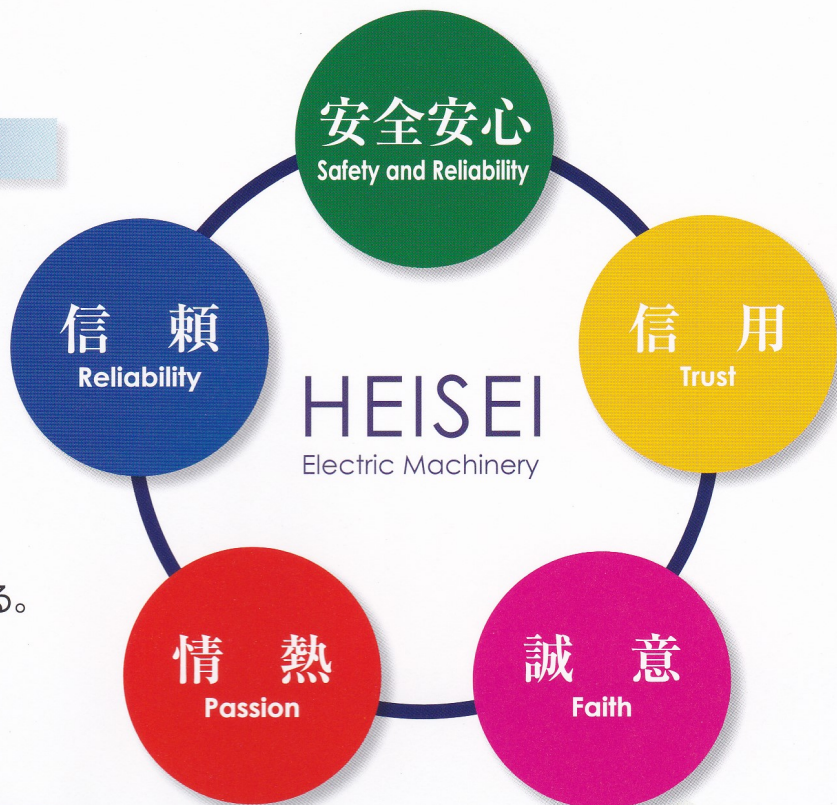 安全安心
Safety and Reliability
信 頼
Reliability
信 用
Trust
HEISEI
Electric Machinery
る。
情 熱
Passion
誠 意
Faith